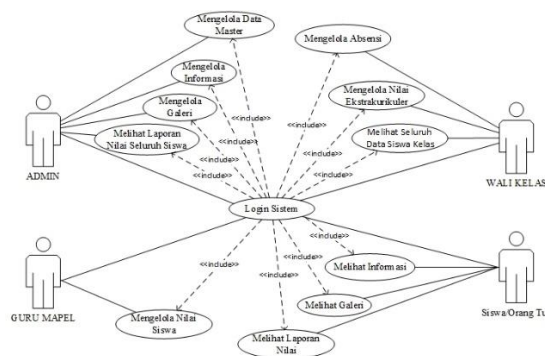 Mengelola Data
Master
Mengelola Absensi
Mengelola
Informasi
Mengelola Nilai
Ekstrakurikuler
Mengelola
Galeri
Melihat Laporan
Nilai Seluruh Siswa
Melihat Seluruh
Data Siswa Kelas
ADMIN
WALI KELAS
<<include>>
<<include>>
<<include>>
<<include>>
<<include>>
<<include>>
<<include>>
Login Sistem
<<include>>
<<include>>
<<include>>
<<include>>
Melihat Informasi
Melihat Galeri
GURU MAPEL
Mengelola Nilai
Siswa
Siswa/Orang Tu
Melihat Laporan
Nilai